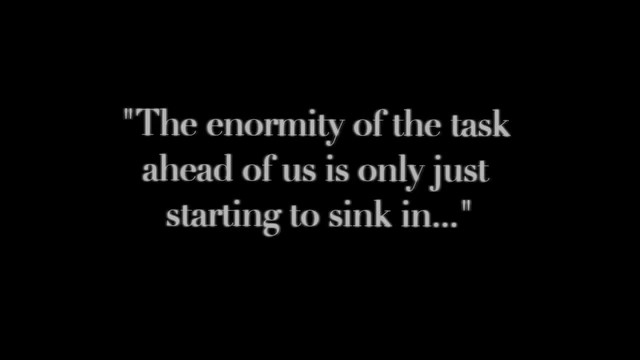 "The enormity of the task
ahead of us is only just
starting to sink in..."